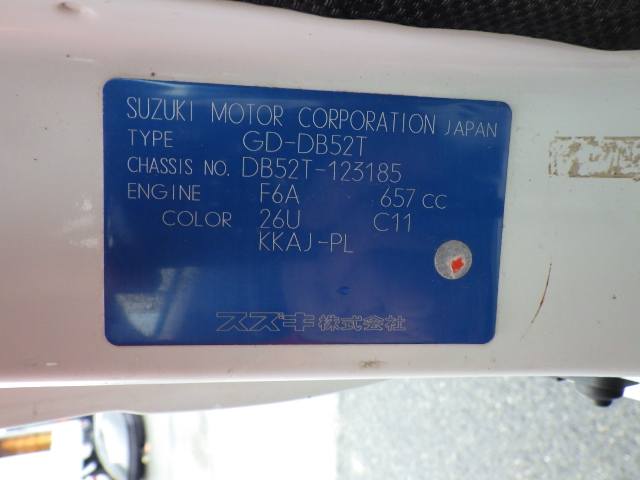 SUZUKI MOTOR CORPORATION JAPAN
TYPE GD-DB52T
CHASSIS NO. DB52T-123185
ENGINE F6A 657 cc
COLOR 26U C11
KKAJ-PL
スズキ株式会社